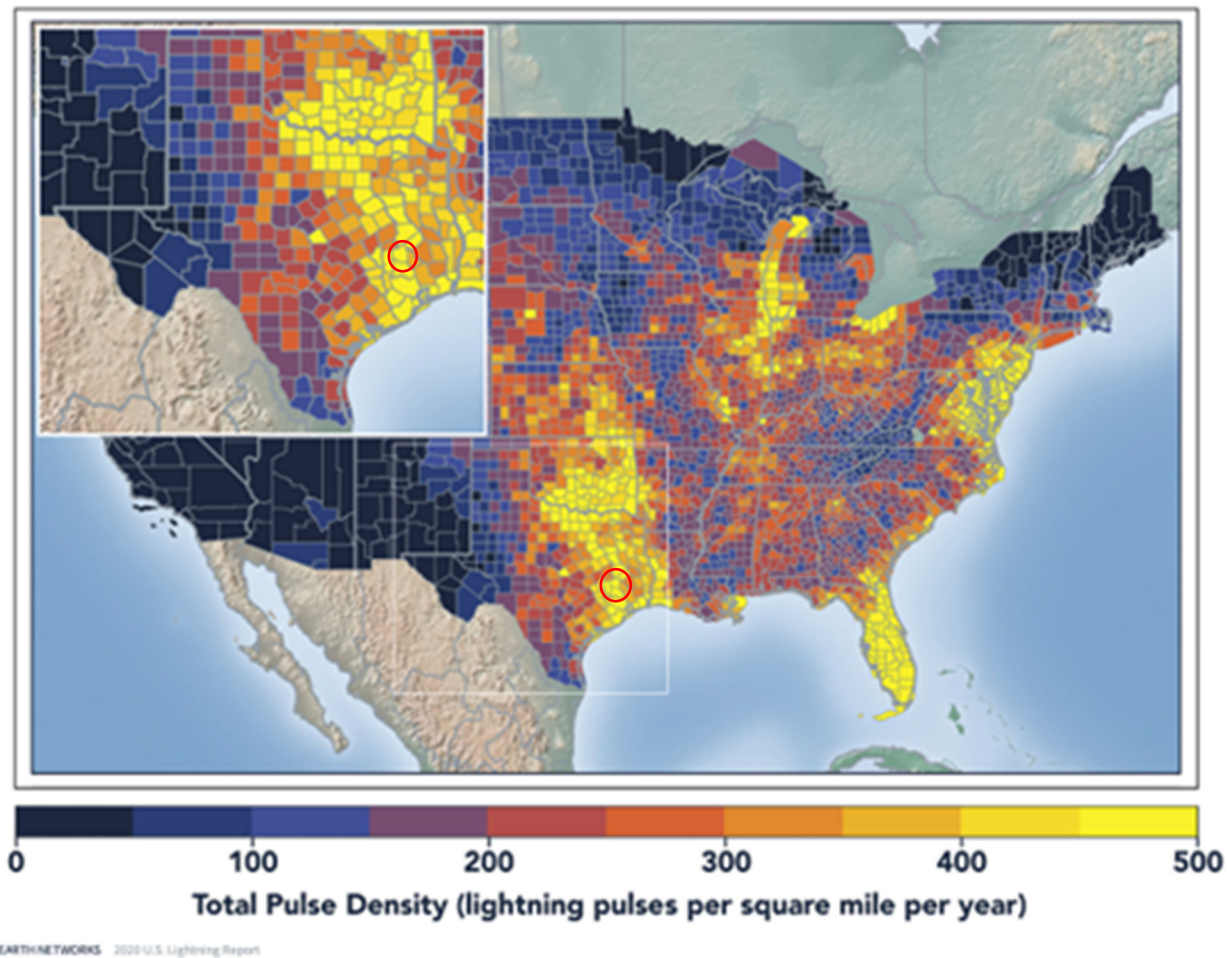 0 100 200 300 400 500
Total Pulse Density (lightning pulses per square mile per year)
EARTH NETWORKS 2020 U.S. Lightning Report